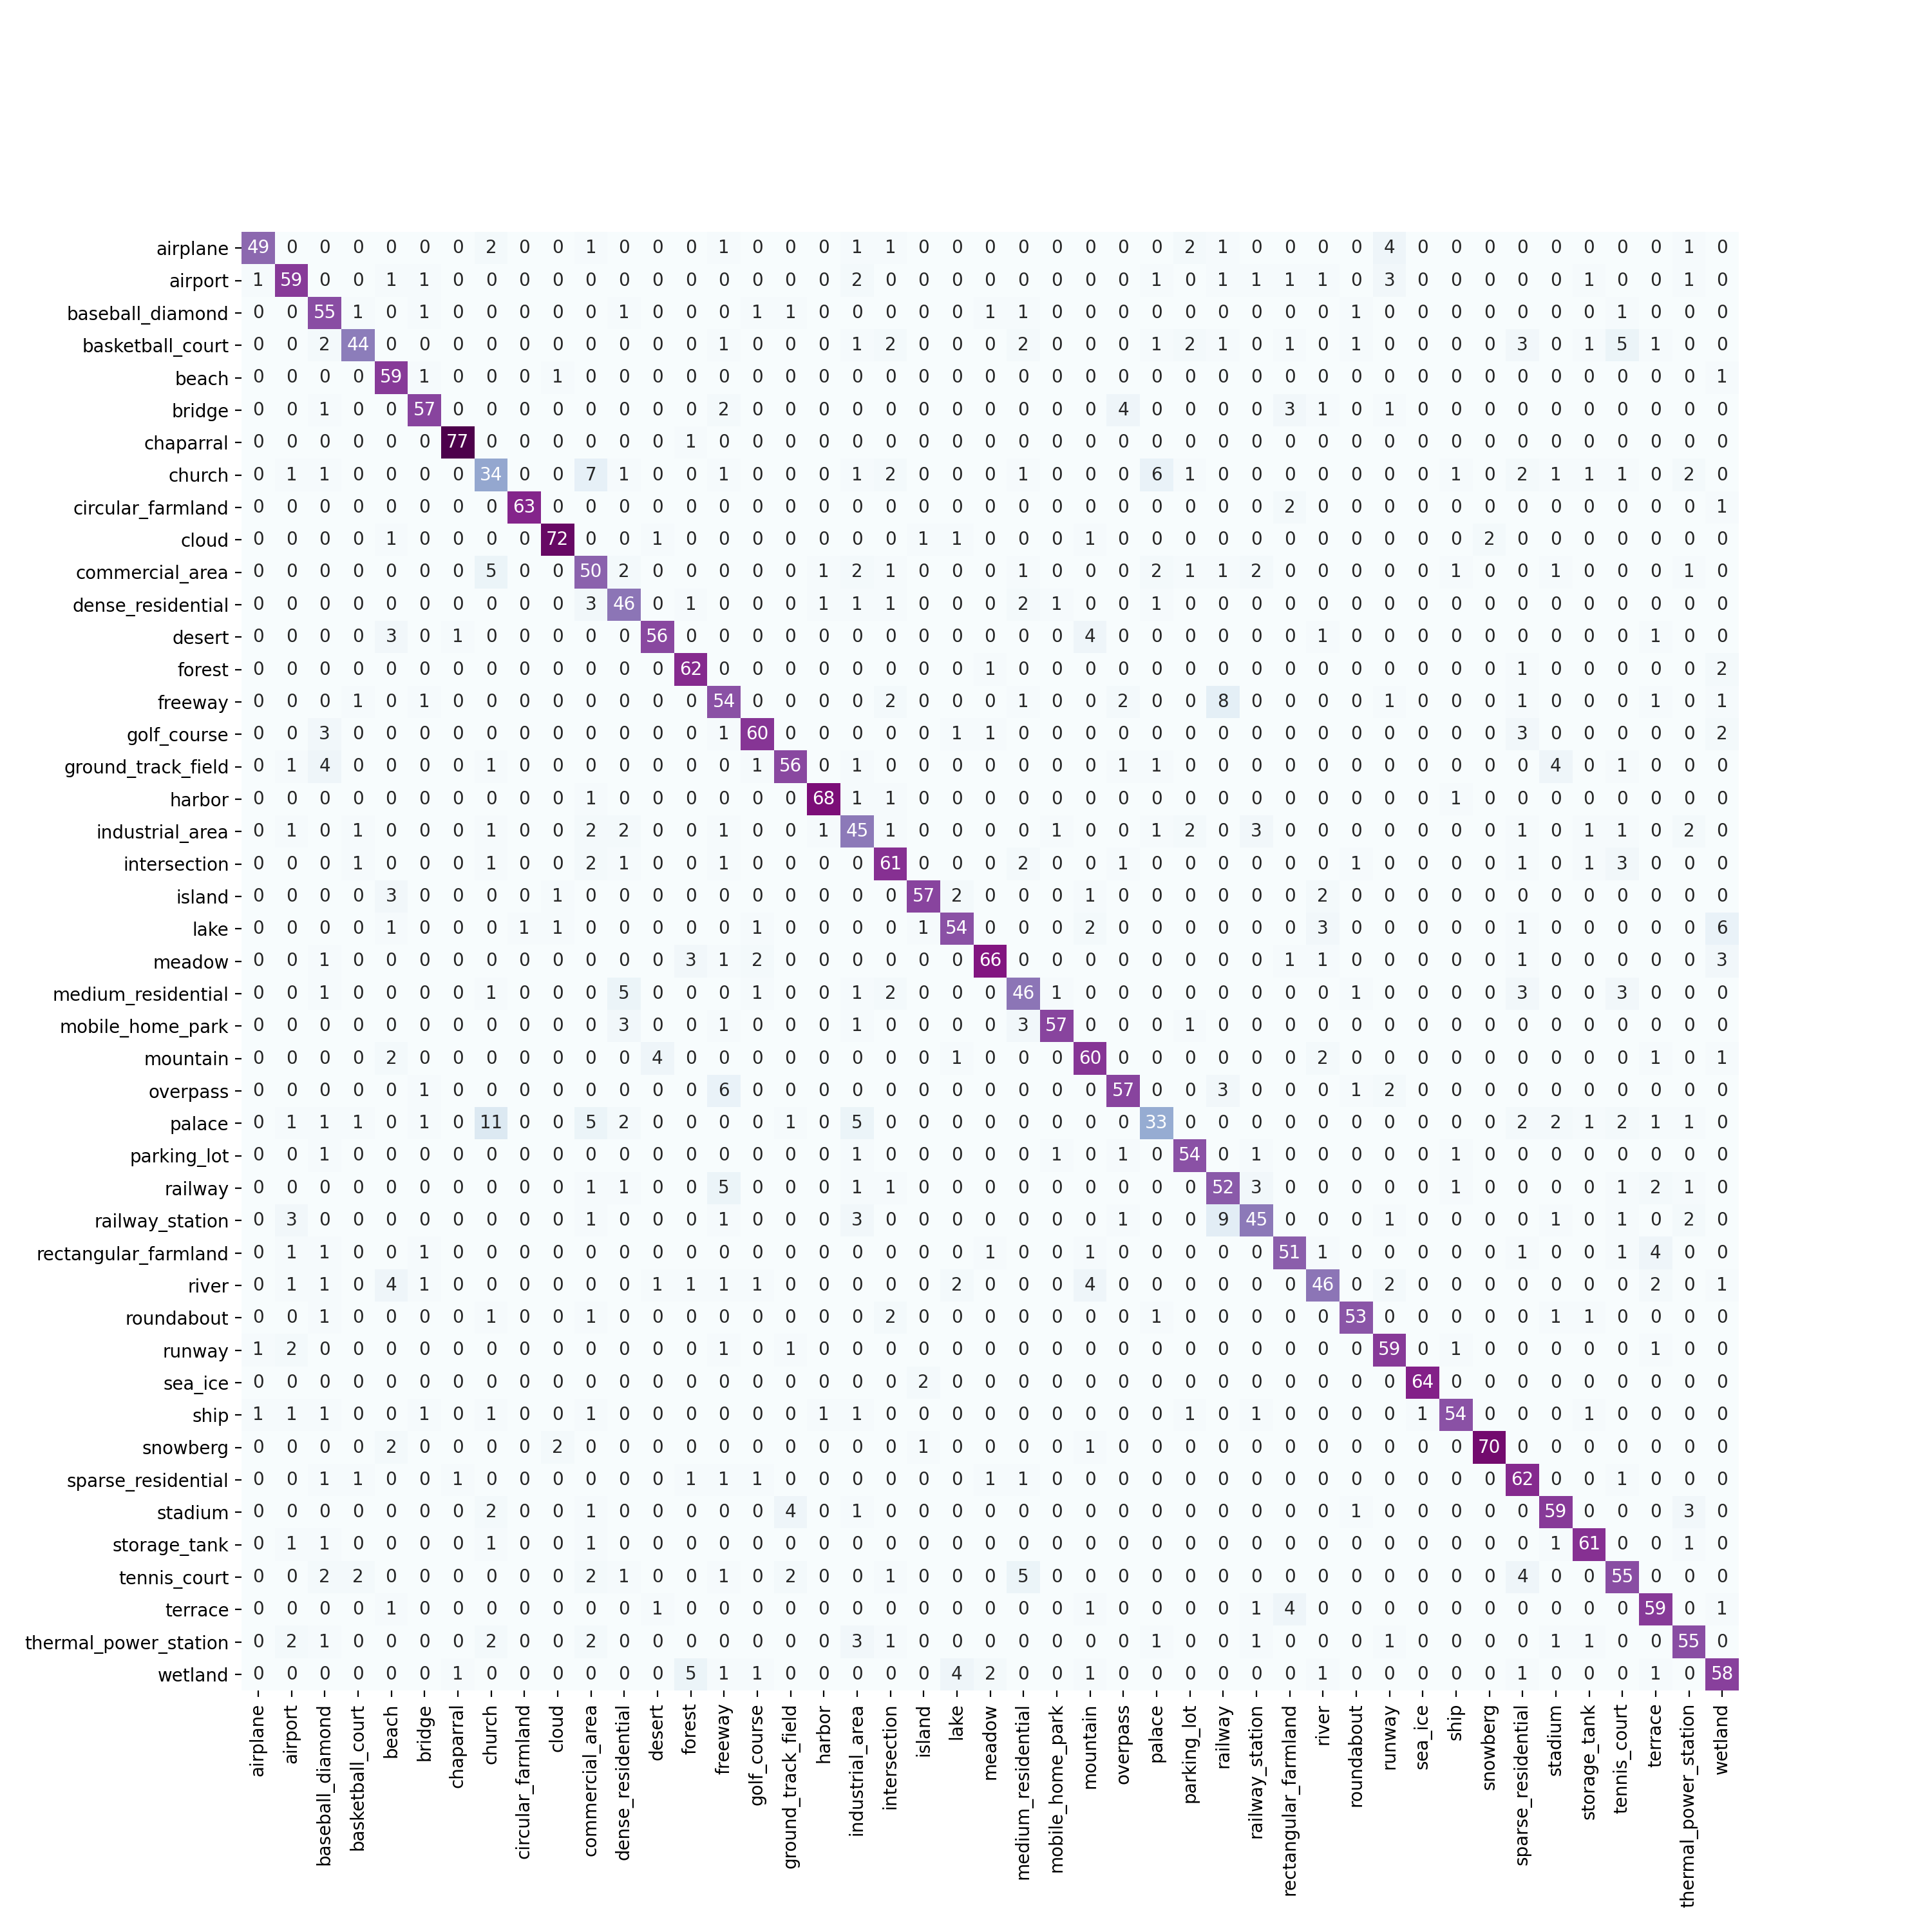 airplane 49 0 0 0 0 0 0 2 0 0 1 0 0 0 1 0 0 0 1 1 0 0 0 0 0 0 0 0 2 1 0 0 0 0 4 0 0 0 0 0 0 0 0 1 0
airport 1 59 0 0 1 1 0 0 0 0 0 0 0 0 0 0 0 0 2 0 0 0 0 0 0 0 0 1 0 1 1 1 1 0 3 0 0 0 0 0 1 0 0 1 0
baseball_diamond 0 0 55 1 0 1 0 0 0 0 0 1 0 0 0 1 1 0 0 0 0 0 1 1 0 0 0 0 0 0 0 0 0 1 0 0 0 0 0 0 0 1 0 0 0
basketball_court 0 0 2 44 0 0 0 0 0 0 0 0 0 0 1 0 0 0 1 2 0 0 0 2 0 0 0 1 2 1 0 1 0 1 0 0 0 0 3 0 1 5 1 0 0
beach 0 0 0 0 59 1 0 0 0 1 0 0 0 0 0 0 0 0 0 0 0 0 0 0 0 0 0 0 0 0 0 0 0 0 0 0 0 0 0 0 0 0 0 0 1
bridge 0 0 1 0 0 57 0 0 0 0 0 0 0 0 2 0 0 0 0 0 0 0 0 0 0 0 4 0 0 0 0 3 1 0 1 0 0 0 0 0 0 0 0 0 0
chaparral 0 0 0 0 0 0 77 0 0 0 0 0 0 1 0 0 0 0 0 0 0 0 0 0 0 0 0 0 0 0 0 0 0 0 0 0 0 0 0 0 0 0 0 0 0
church 0 1 1 0 0 0 0 34 0 0 7 1 0 0 1 0 0 0 1 2 0 0 0 1 0 0 0 6 1 0 0 0 0 0 0 0 1 0 2 1 1 1 0 2 0
circular_farmland 0 0 0 0 0 0 0 0 63 0 0 0 0 0 0 0 0 0 0 0 0 0 0 0 0 0 0 0 0 0 0 2 0 0 0 0 0 0 0 0 0 0 0 0 1
cloud 0 0 0 0 1 0 0 0 0 72 0 0 1 0 0 0 0 0 0 0 1 1 0 0 0 1 0 0 0 0 0 0 0 0 0 0 0 2 0 0 0 0 0 0 0
commercial_area 0 0 0 0 0 0 0 5 0 0 50 2 0 0 0 0 0 1 2 1 0 0 0 1 0 0 0 2 1 1 2 0 0 0 0 0 1 0 0 1 0 0 0 1 0
dense_residential 0 0 0 0 0 0 0 0 0 0 3 46 0 1 0 0 0 1 1 1 0 0 0 2 1 0 0 1 0 0 0 0 0 0 0 0 0 0 0 0 0 0 0 0 0
desert 0 0 0 0 3 0 1 0 0 0 0 0 56 0 0 0 0 0 0 0 0 0 0 0 0 4 0 0 0 0 0 0 1 0 0 0 0 0 0 0 0 0 1 0 0
forest 0 0 0 0 0 0 0 0 0 0 0 0 0 62 0 0 0 0 0 0 0 0 1 0 0 0 0 0 0 0 0 0 0 0 0 0 0 0 1 0 0 0 0 0 2
freeway 0 0 0 1 0 1 0 0 0 0 0 0 0 0 54 0 0 0 0 2 0 0 0 1 0 0 2 0 0 8 0 0 0 0 1 0 0 0 1 0 0 0 1 0 1
golf_course 0 0 3 0 0 0 0 0 0 0 0 0 0 0 1 60 0 0 0 0 0 1 1 0 0 0 0 0 0 0 0 0 0 0 0 0 0 0 3 0 0 0 0 0 2
ground_track_field 0 1 4 0 0 0 0 1 0 0 0 0 0 0 0 1 56 0 1 0 0 0 0 0 0 0 1 1 0 0 0 0 0 0 0 0 0 0 0 4 0 1 0 0 0
harbor 0 0 0 0 0 0 0 0 0 0 1 0 0 0 0 0 0 68 1 1 0 0 0 0 0 0 0 0 0 0 0 0 0 0 0 0 1 0 0 0 0 0 0 0 0
industrial_area 0 1 0 1 0 0 0 1 0 0 2 2 0 0 1 0 0 1 45 1 0 0 0 0 1 0 0 1 2 0 3 0 0 0 0 0 0 0 1 0 1 1 0 2 0
intersection 0 0 0 1 0 0 0 1 0 0 2 1 0 0 1 0 0 0 0 61 0 0 0 2 0 0 1 0 0 0 0 0 0 1 0 0 0 0 1 0 1 3 0 0 0
island 0 0 0 0 3 0 0 0 0 1 0 0 0 0 0 0 0 0 0 0 57 2 0 0 0 1 0 0 0 0 0 0 2 0 0 0 0 0 0 0 0 0 0 0 0
lake 0 0 0 0 1 0 0 0 1 1 0 0 0 0 0 1 0 0 0 0 1 54 0 0 0 2 0 0 0 0 0 0 3 0 0 0 0 0 1 0 0 0 0 0 6
meadow 0 0 1 0 0 0 0 0 0 0 0 0 0 3 1 2 0 0 0 0 0 0 66 0 0 0 0 0 0 0 0 1 1 0 0 0 0 0 1 0 0 0 0 0 3
medium_residential 0 0 1 0 0 0 0 1 0 0 0 5 0 0 0 1 0 0 1 2 0 0 0 46 1 0 0 0 0 0 0 0 0 1 0 0 0 0 3 0 0 3 0 0 0
mobile_home_park 0 0 0 0 0 0 0 0 0 0 0 3 0 0 1 0 0 0 1 0 0 0 0 3 57 0 0 0 1 0 0 0 0 0 0 0 0 0 0 0 0 0 0 0 0
mountain 0 0 0 0 2 0 0 0 0 0 0 0 4 0 0 0 0 0 0 0 0 1 0 0 0 60 0 0 0 0 0 0 2 0 0 0 0 0 0 0 0 0 1 0 1
overpass 0 0 0 0 0 1 0 0 0 0 0 0 0 0 6 0 0 0 0 0 0 0 0 0 0 0 57 0 0 3 0 0 0 1 2 0 0 0 0 0 0 0 0 0 0
palace 0 1 1 1 0 1 0 11 0 0 5 2 0 0 0 0 1 0 5 0 0 0 0 0 0 0 0 33 0 0 0 0 0 0 0 0 0 0 2 2 1 2 1 1 0
parking_lot 0 0 1 0 0 0 0 0 0 0 0 0 0 0 0 0 0 0 1 0 0 0 0 0 1 0 1 0 54 0 1 0 0 0 0 0 1 0 0 0 0 0 0 0 0
railway 0 0 0 0 0 0 0 0 0 0 1 1 0 0 5 0 0 0 1 1 0 0 0 0 0 0 0 0 0 52 3 0 0 0 0 0 1 0 0 0 0 1 2 1 0
railway_station 0 3 0 0 0 0 0 0 0 0 1 0 0 0 1 0 0 0 3 0 0 0 0 0 0 0 1 0 0 9 45 0 0 0 1 0 0 0 0 1 0 1 0 2 0
rectangular_farmland 0 1 1 0 0 1 0 0 0 0 0 0 0 0 0 0 0 0 0 0 0 0 1 0 0 1 0 0 0 0 0 51 1 0 0 0 0 0 1 0 0 1 4 0 0
river 0 1 1 0 4 1 0 0 0 0 0 0 1 1 1 1 0 0 0 0 0 2 0 0 0 4 0 0 0 0 0 0 46 0 2 0 0 0 0 0 0 0 2 0 1
roundabout 0 0 1 0 0 0 0 1 0 0 1 0 0 0 0 0 0 0 0 2 0 0 0 0 0 0 0 1 0 0 0 0 0 53 0 0 0 0 0 1 1 0 0 0 0
runway 1 2 0 0 0 0 0 0 0 0 0 0 0 0 1 0 1 0 0 0 0 0 0 0 0 0 0 0 0 0 0 0 0 0 59 0 1 0 0 0 0 0 1 0 0
sea_ice 0 0 0 0 0 0 0 0 0 0 0 0 0 0 0 0 0 0 0 0 2 0 0 0 0 0 0 0 0 0 0 0 0 0 0 64 0 0 0 0 0 0 0 0 0
ship 1 1 1 0 0 1 0 1 0 0 1 0 0 0 0 0 0 1 1 0 0 0 0 0 0 0 0 0 1 0 1 0 0 0 0 1 54 0 0 0 1 0 0 0 0
snowberg 0 0 0 0 2 0 0 0 0 2 0 0 0 0 0 0 0 0 0 0 1 0 0 0 0 1 0 0 0 0 0 0 0 0 0 0 0 70 0 0 0 0 0 0 0
sparse_residential 0 0 1 1 0 0 1 0 0 0 0 0 0 1 1 1 0 0 0 0 0 0 1 1 0 0 0 0 0 0 0 0 0 0 0 0 0 0 62 0 0 1 0 0 0
stadium 0 0 0 0 0 0 0 2 0 0 1 0 0 0 0 0 4 0 1 0 0 0 0 0 0 0 0 0 0 0 0 0 0 1 0 0 0 0 0 59 0 0 0 3 0
storage_tank 0 1 1 0 0 0 0 1 0 0 1 0 0 0 0 0 0 0 0 0 0 0 0 0 0 0 0 0 0 0 0 0 0 0 0 0 0 0 0 1 61 0 0 1 0
tennis_court 0 0 2 2 0 0 0 0 0 0 2 1 0 0 1 0 2 0 0 1 0 0 0 5 0 0 0 0 0 0 0 0 0 0 0 0 0 0 4 0 0 55 0 0 0
terrace 0 0 0 0 1 0 0 0 0 0 0 0 1 0 0 0 0 0 0 0 0 0 0 0 0 1 0 0 0 0 1 4 0 0 0 0 0 0 0 0 0 0 59 0 1
thermal_power_station 0 2 1 0 0 0 0 2 0 0 2 0 0 0 0 0 0 0 3 1 0 0 0 0 0 0 0 1 0 0 1 0 0 0 1 0 0 0 0 1 1 0 0 55 0
wetland 0 0 0 0 0 0 1 0 0 0 0 0 0 5 1 1 0 0 0 0 0 4 2 0 0 1 0 0 0 0 0 0 1 0 0 0 0 0 1 0 0 0 1 0 58
airplane
airport
baseball_diamond
basketball_court
beach
bridge
chaparral
church
circular_farmland
cloud
commercial_area
dense_residential
desert
forest
freeway
golf_course
ground_track_field
harbor
industrial_area
intersection
island
lake
meadow
medium_residential
mobile_home_park
mountain
overpass
palace
parking_lot
railway
railway_station
rectangular_farmland
river
roundabout
runway
sea_ice
ship
snowberg
sparse_residential
stadium
storage_tank
tennis_court
terrace
thermal_power_station
wetland